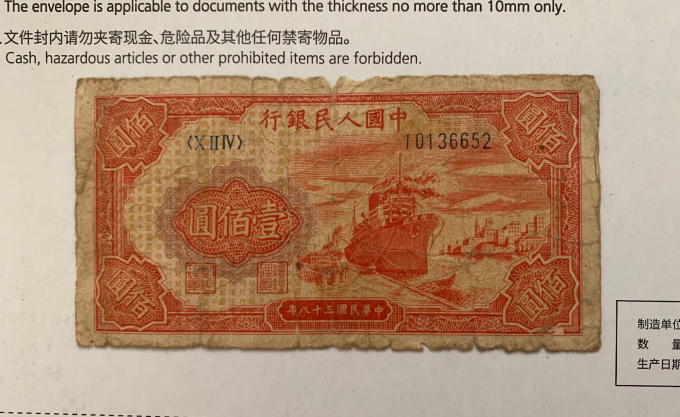 The envelope is applicable to documents with the thickness no more than 10mm only.
文件封内请勿夹寄现金、危险品及其他任何禁寄物品。
Cash, hazardous articles or other prohibited items are forbidden.
行銀民人國中
〈X II IV〉 10136652
圓佰 圓佰
圓佰壹
圓佰 圓佰
年八十三國民華中
制造单位
数 量
生产日期